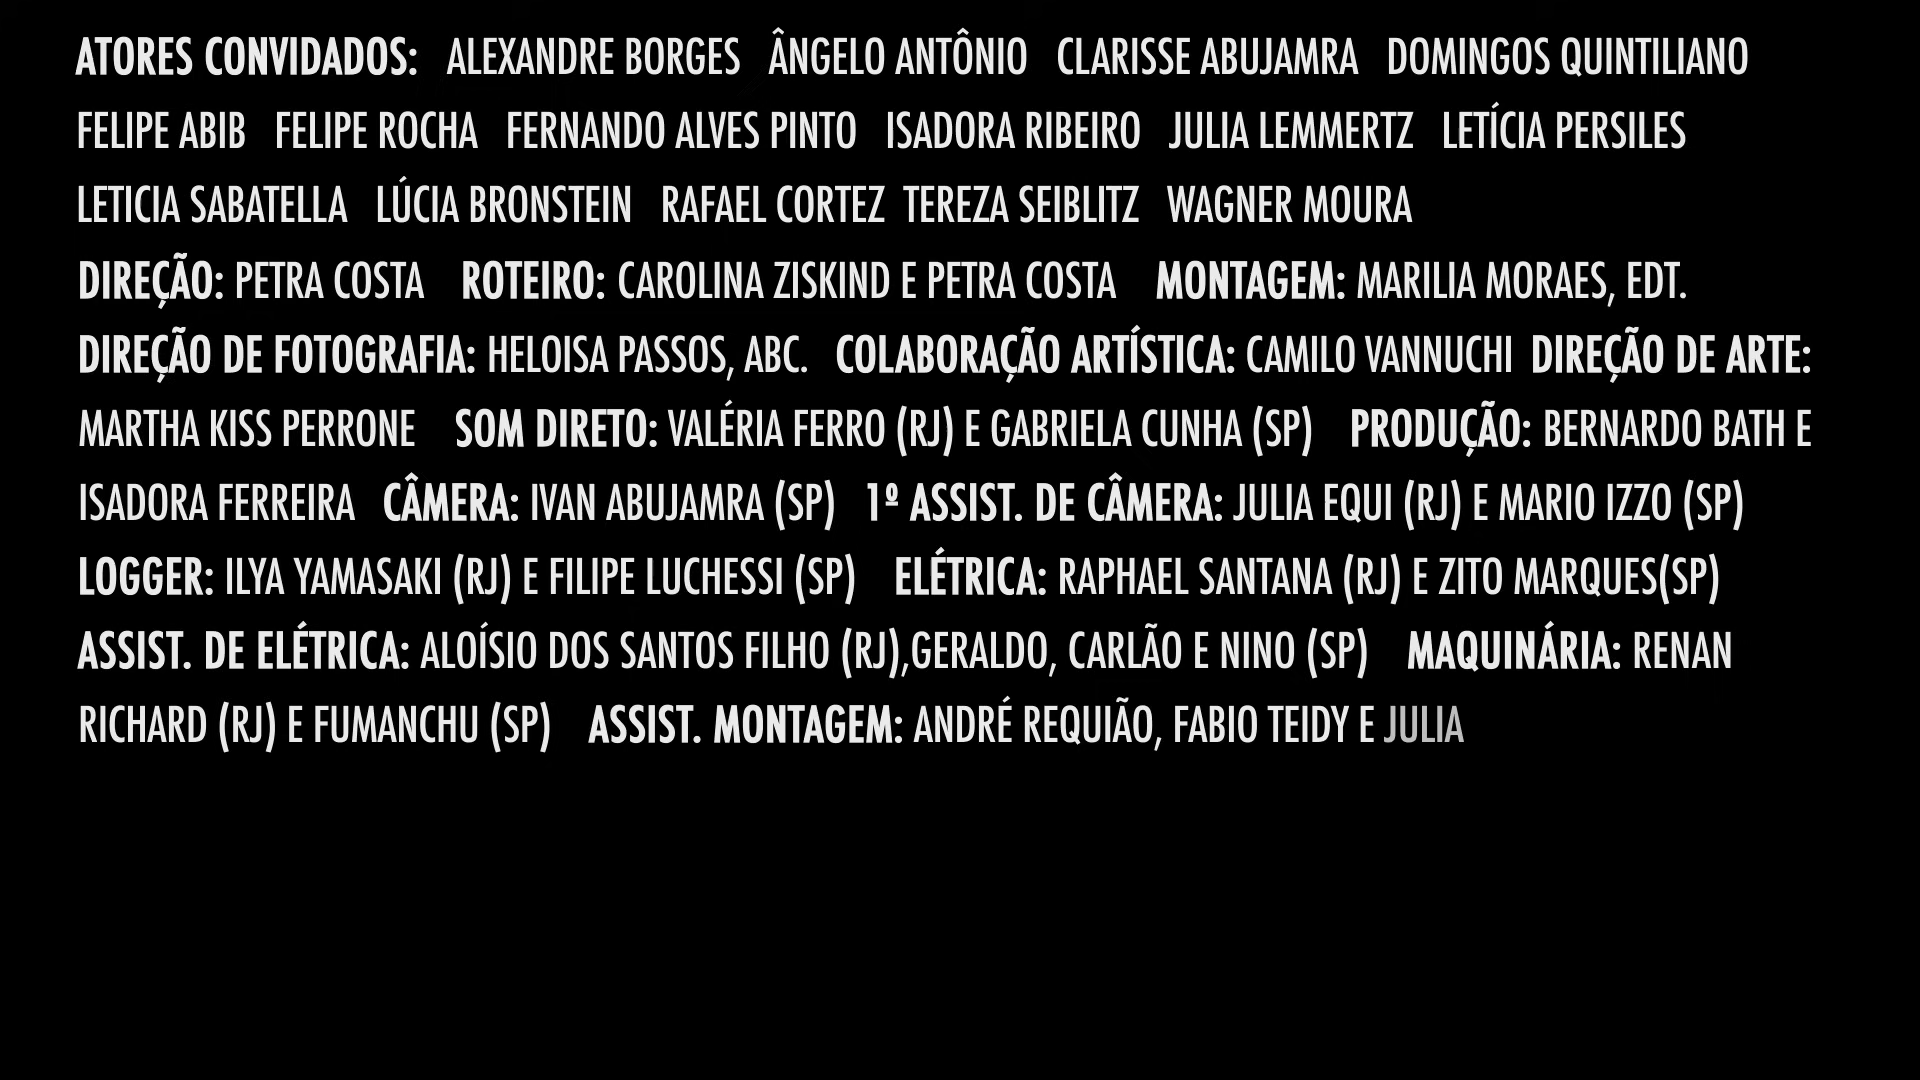 ATORES CONVIDADOS: ALEXANDRE BORGES ÂNGELO ANTÔNIO CLARISSE ABUJAMRA DOMINGOS QUINTILIANO
FELIPE ABIB FELIPE ROCHA FERNANDO ALVES PINTO ISADORA RIBEIRO JULIA LEMMERTZ LETÍCIA PERSILES
LETICIA SABATELLA LÚCIA BRONSTEIN RAFAEL CORTEZ TEREZA SEIBLITZ WAGNER MOURA
DIREÇÃO: PETRA COSTA ROTEIRO: CAROLINA ZISKIND E PETRA COSTA MONTAGEM: MARILIA MORAES, EDT.
DIREÇÃO DE FOTOGRAFIA: HELOISA PASSOS, ABC. COLABORAÇÃO ARTÍSTICA: CAMILO VANNUCHI DIREÇÃO DE ARTE:
MARTHA KISS PERRONE SOM DIRETO: VALÉRIA FERRO (RJ) E GABRIELA CUNHA (SP) PRODUÇÃO: BERNARDO BATH E
ISADORA FERREIRA CÂMERA: IVAN ABUJAMRA (SP) 1º ASSIST. DE CÂMERA: JULIA EQUI (RJ) E MARIO IZZO (SP)
LOGGER: ILYA YAMASAKI (RJ) E FILIPE LUCHESSI (SP) ELÉTRICA: RAPHAEL SANTANA (RJ) E ZITO MARQUES(SP)
ASSIST. DE ELÉTRICA: ALOÍSIO DOS SANTOS FILHO (RJ),GERALDO, CARLÃO E NINO (SP) MAQUINÁRIA: RENAN
RICHARD (RJ) E FUMANCHU (SP) ASSIST. MONTAGEM: ANDRÉ REQUIÃO, FABIO TEIDY E JULIA